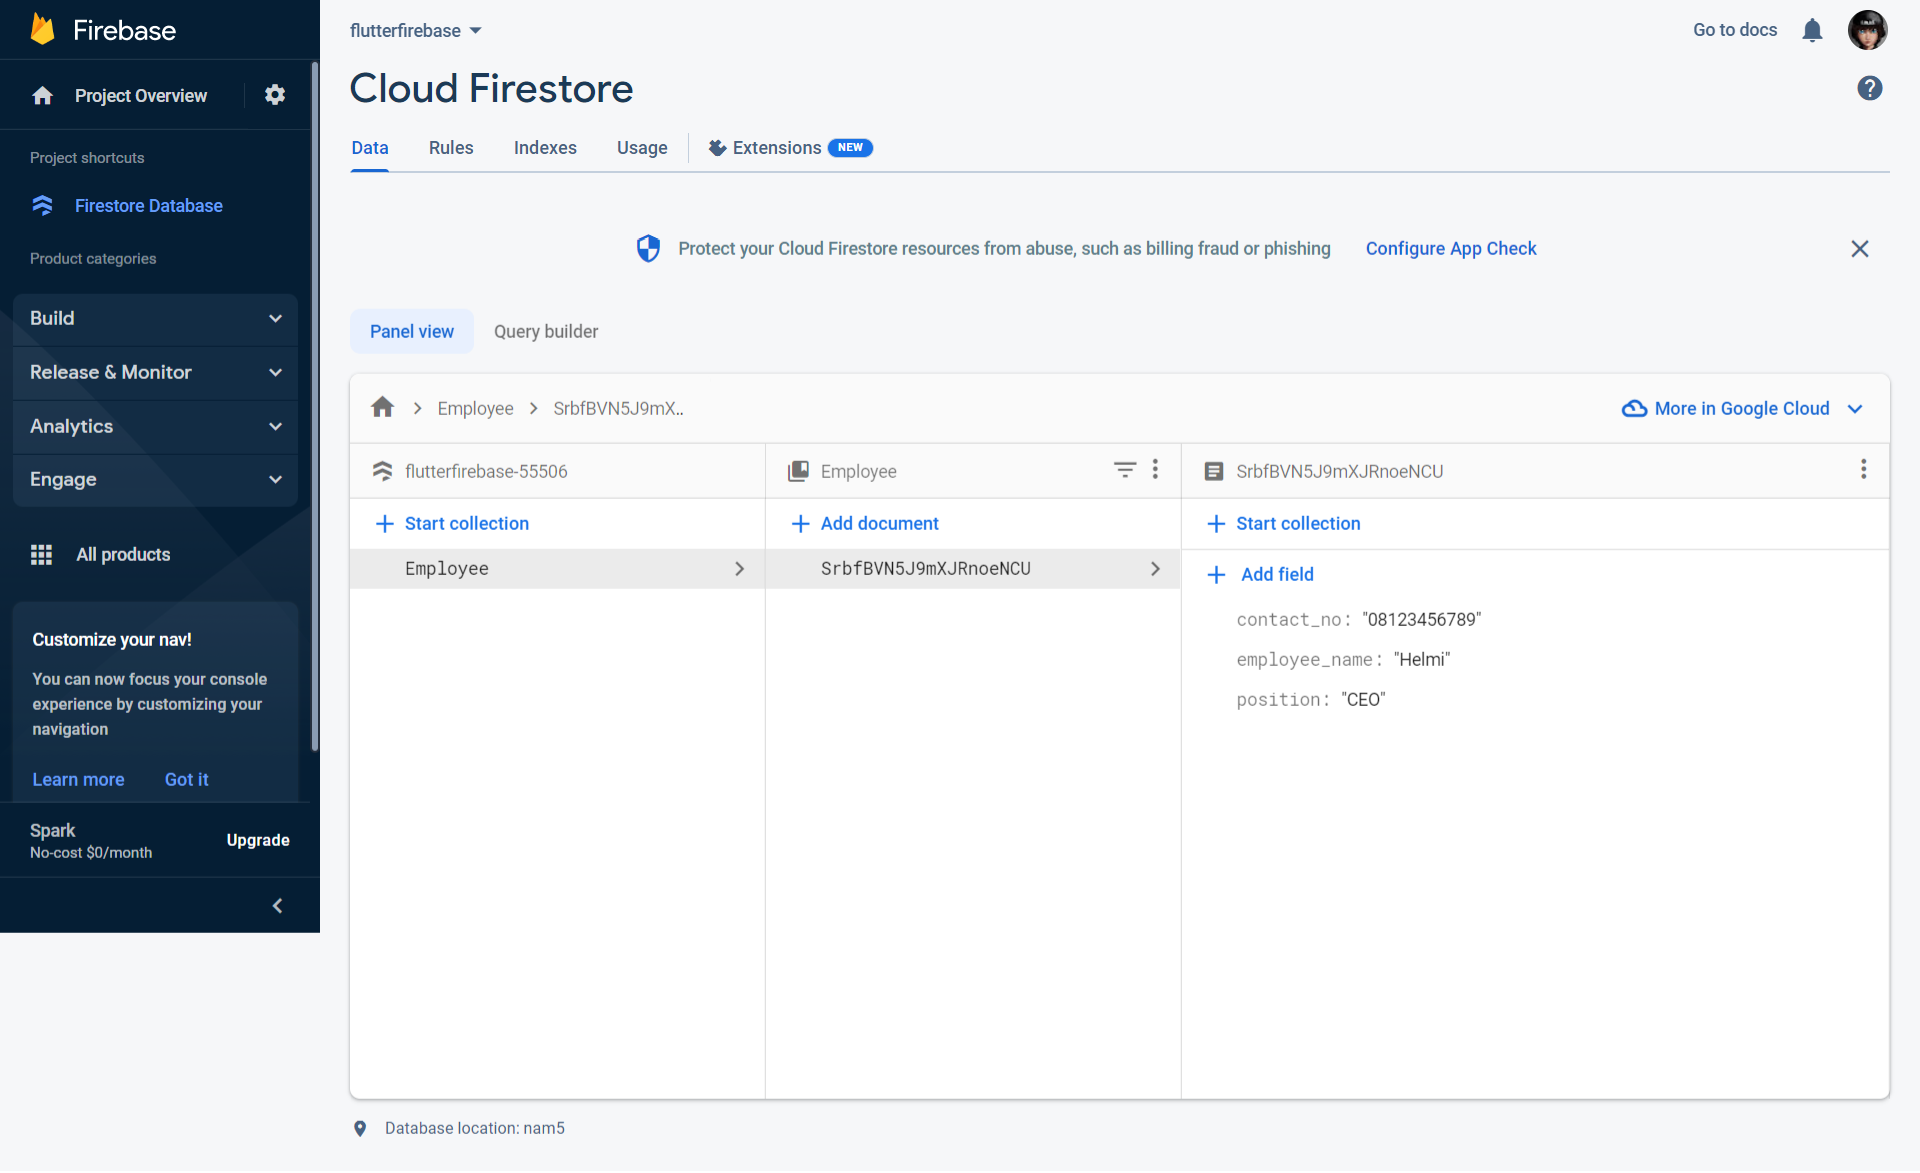 Firebase
Project Overview
Project shortcuts
Firestore Database
Product categories
Build
Release & Monitor
Analytics
Engage
All products
Customize your nav!
You can now focus your console
experience by customizing your
navigation
Learn more Got it
Spark
No-cost $0/month
Upgrade
flutterfirebase
Go to docs
Cloud Firestore
Data Rules Indexes Usage Extensions NEW
Protect your Cloud Firestore resources from abuse, such as billing fraud or phishing Configure App Check
Panel view Query builder
Employee SrbfBVN5J9mX..
More in Google Cloud
flutterfirebase-55506
Start collection
Employee
Employee
Add document
SrbfBVN5J9mXJRnoeNCU
SrbfBVN5J9mXJRnoeNCU
Start collection
Add field
contact_no: "08123456789"
employee_name: "Helmi"
position: "CEO"
Database location: nam5